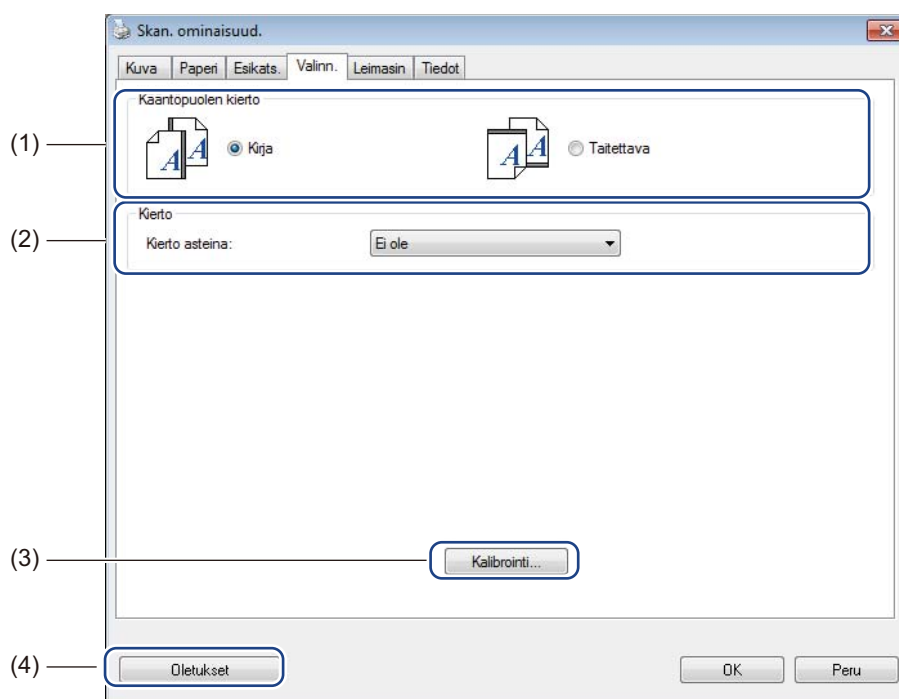 Skan. ominaisuud.
Kuva Paperi Esikats. Valinn. Leimasin Tiedot
Kaantopuolen kierto
(1) A A Kirja A A Taitettava
Kierto
(2) Kierto asteina: Ei ole
(3) Kalibrointi...
(4) Oletukset OK Peru